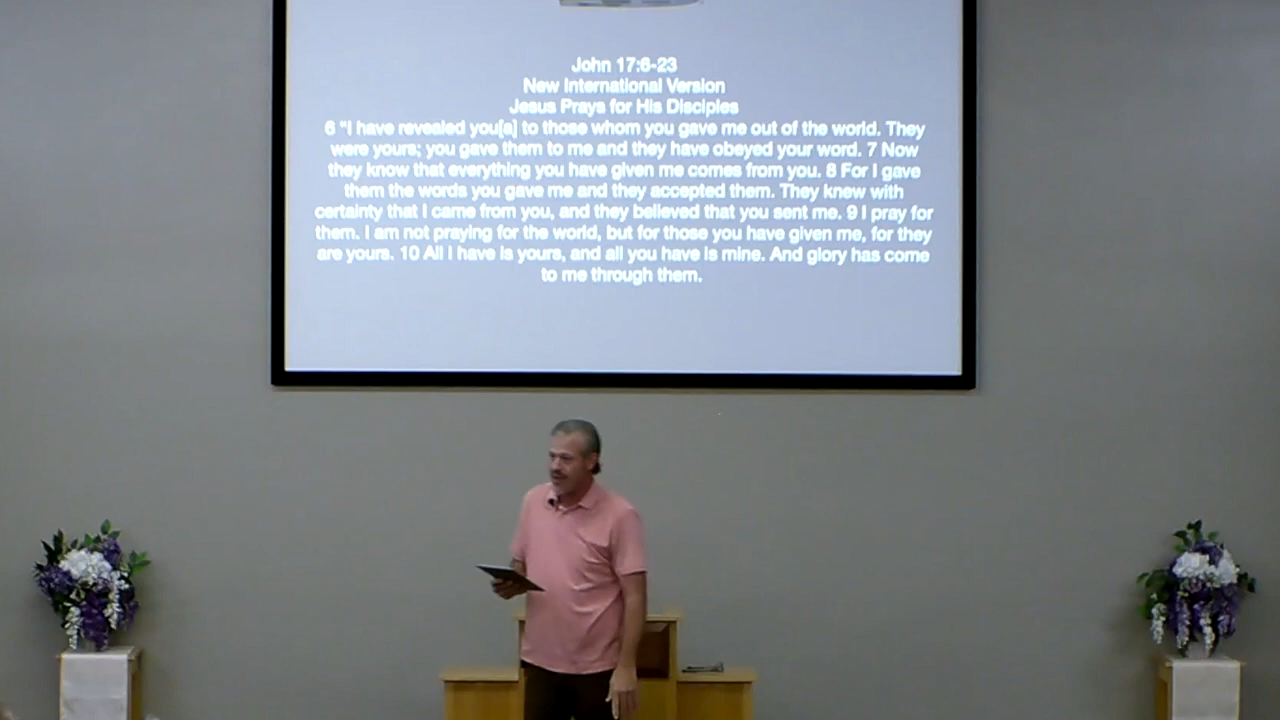 John 17:6-23
New International Version
Jesus Prays for His Disciples
6 "I have revealed you[a] to those whom you gave me out of the world. They
were yours; you gave them to me and they have obeyed your word. 7 Now
they know that everything you have given me comes from you. 8 For I gave
them the words you gave me and they accepted them. They knew with
certainty that I came from you, and they believed that you sent me. 9 I pray for
them. I am not praying for the world, but for those you have given me, for they
are yours. 10 All I have is yours, and all you have is mine. And glory has come
to me through them.